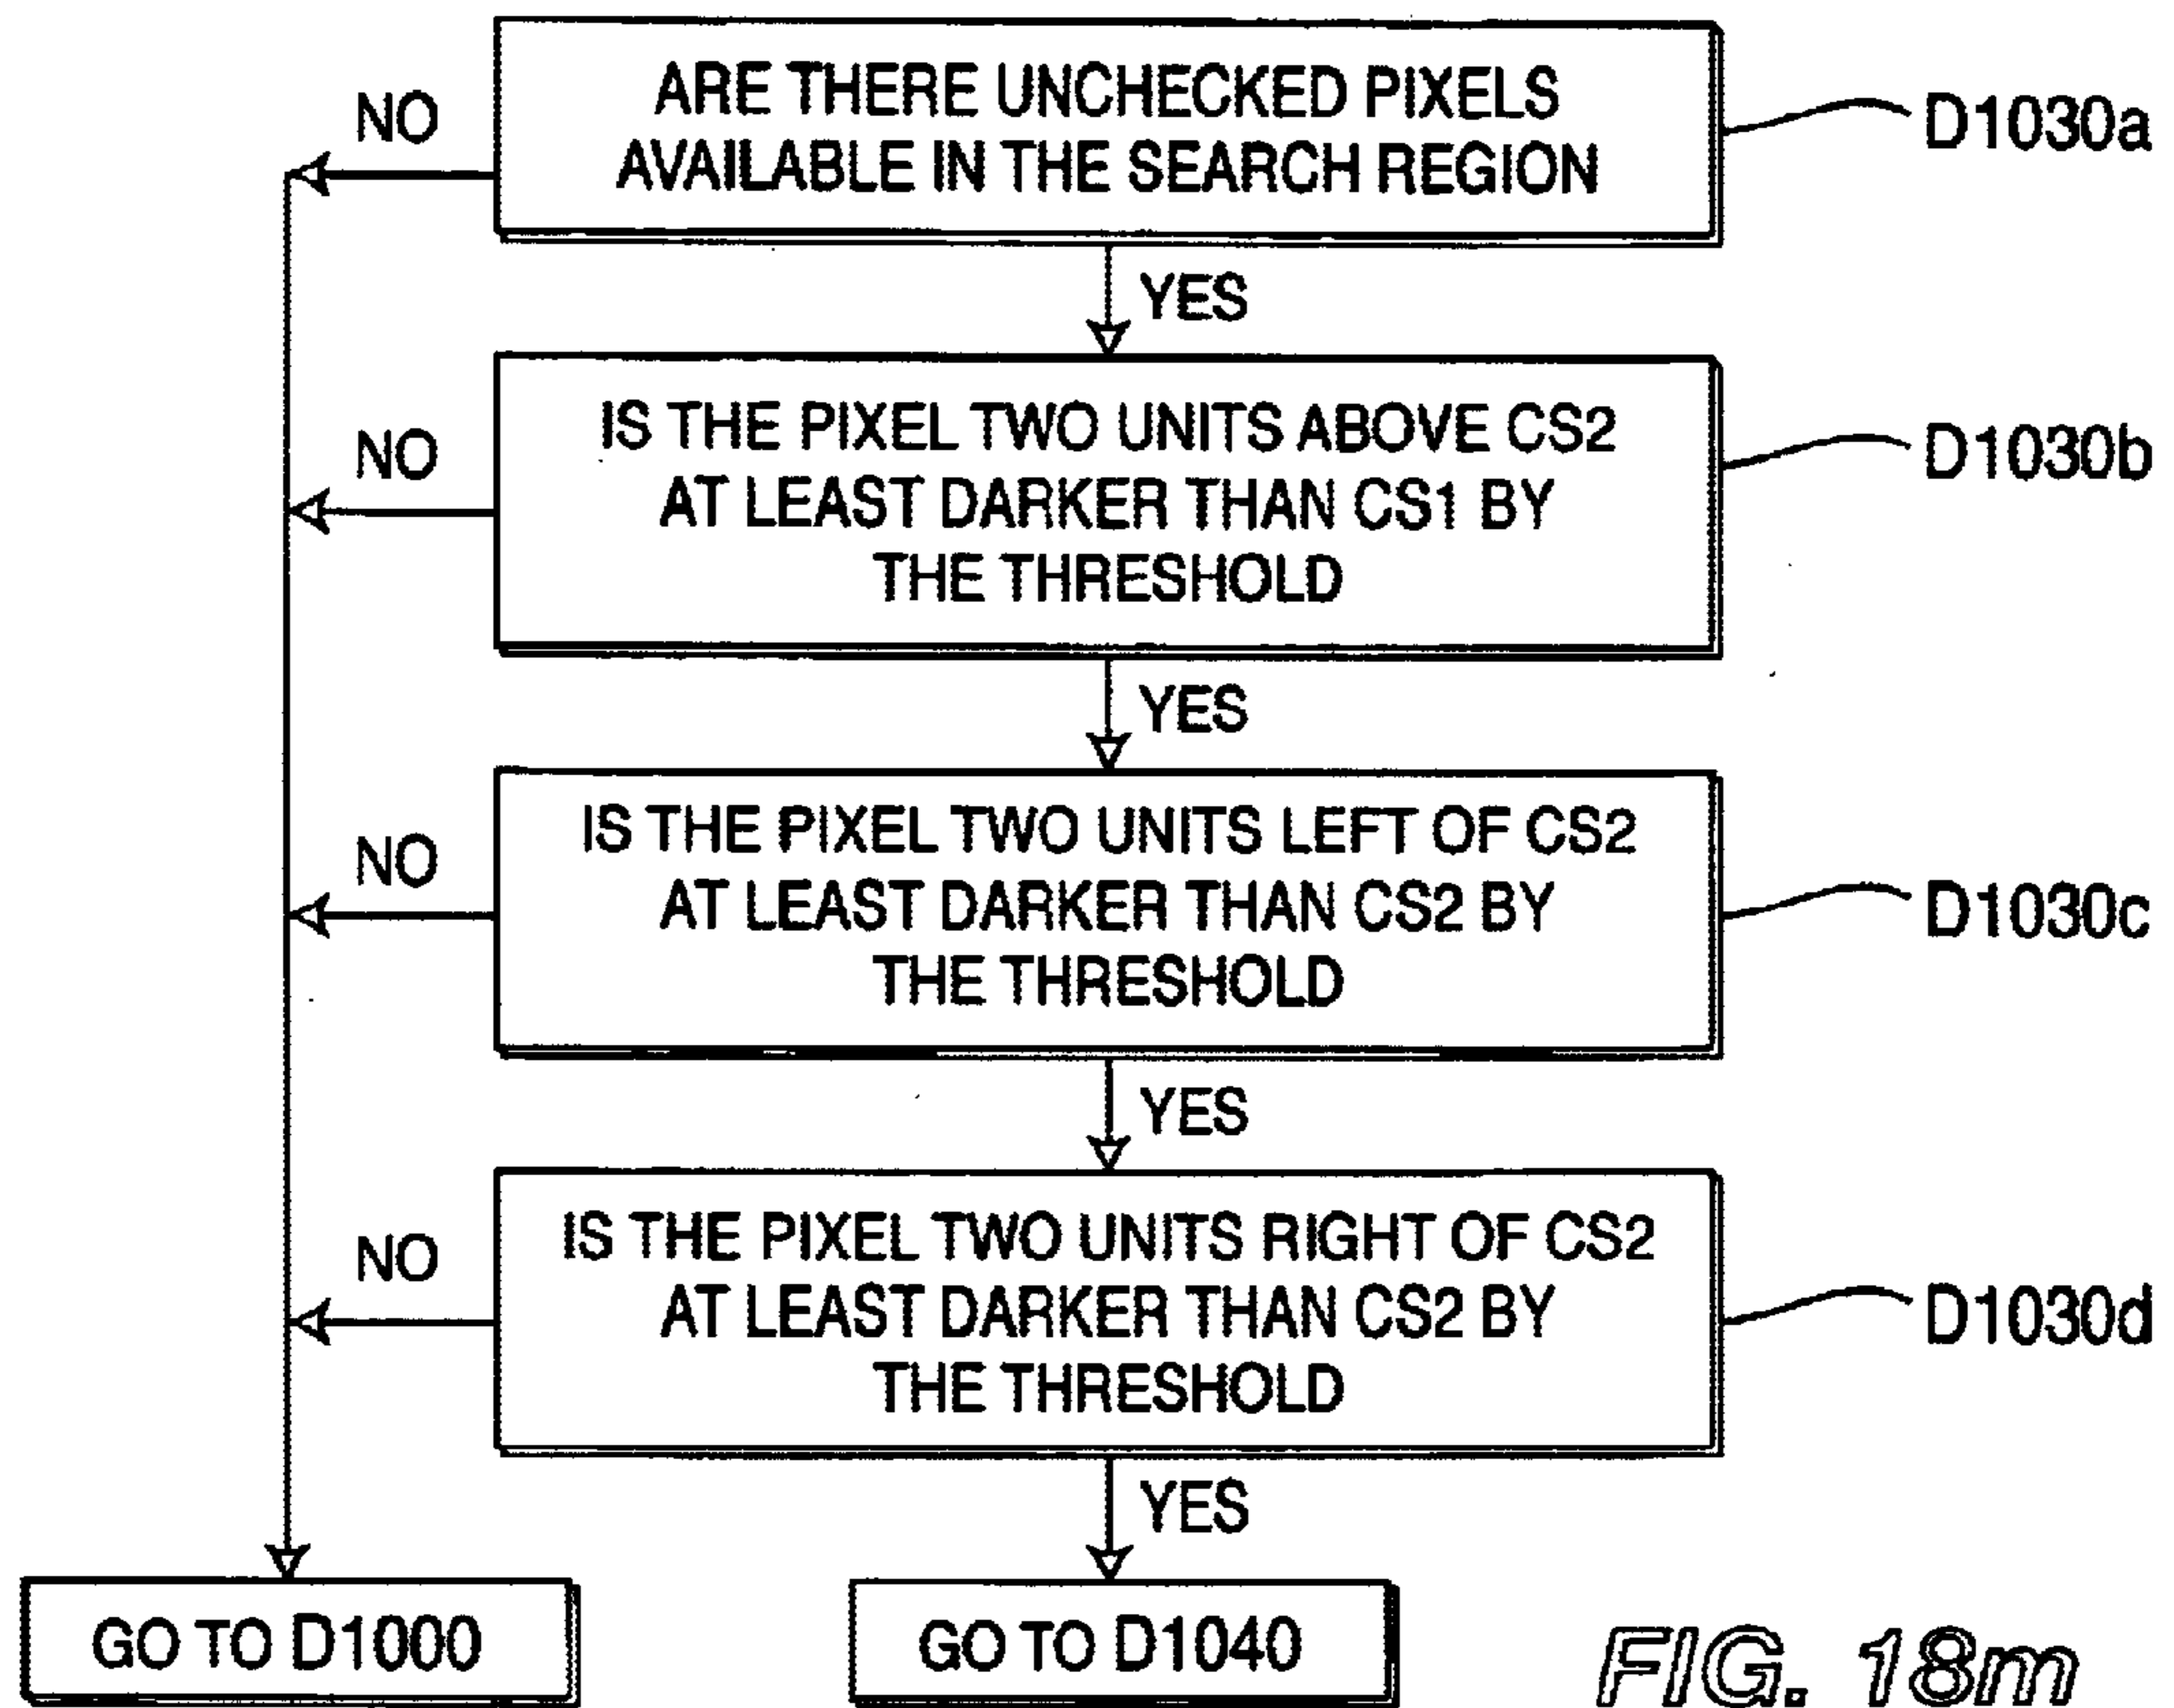 ARE THERE UNCHECKED PIXELS
AVAILABLE IN THE SEARCH REGION
D1030a
NO
YES
IS THE PIXEL TWO UNITS ABOVE CS2
AT LEAST DARKER THAN CS1 BY
THE THRESHOLD
D1030b
NO
YES
IS THE PIXEL TWO UNITS LEFT OF CS2
AT LEAST DARKER THAN CS2 BY
THE THRESHOLD
D1030c
NO
YES
IS THE PIXEL TWO UNITS RIGHT OF CS2
AT LEAST DARKER THAN CS2 BY
THE THRESHOLD
D1030d
NO
YES
GO TO D1000
GO TO D1040
FIG. 18m